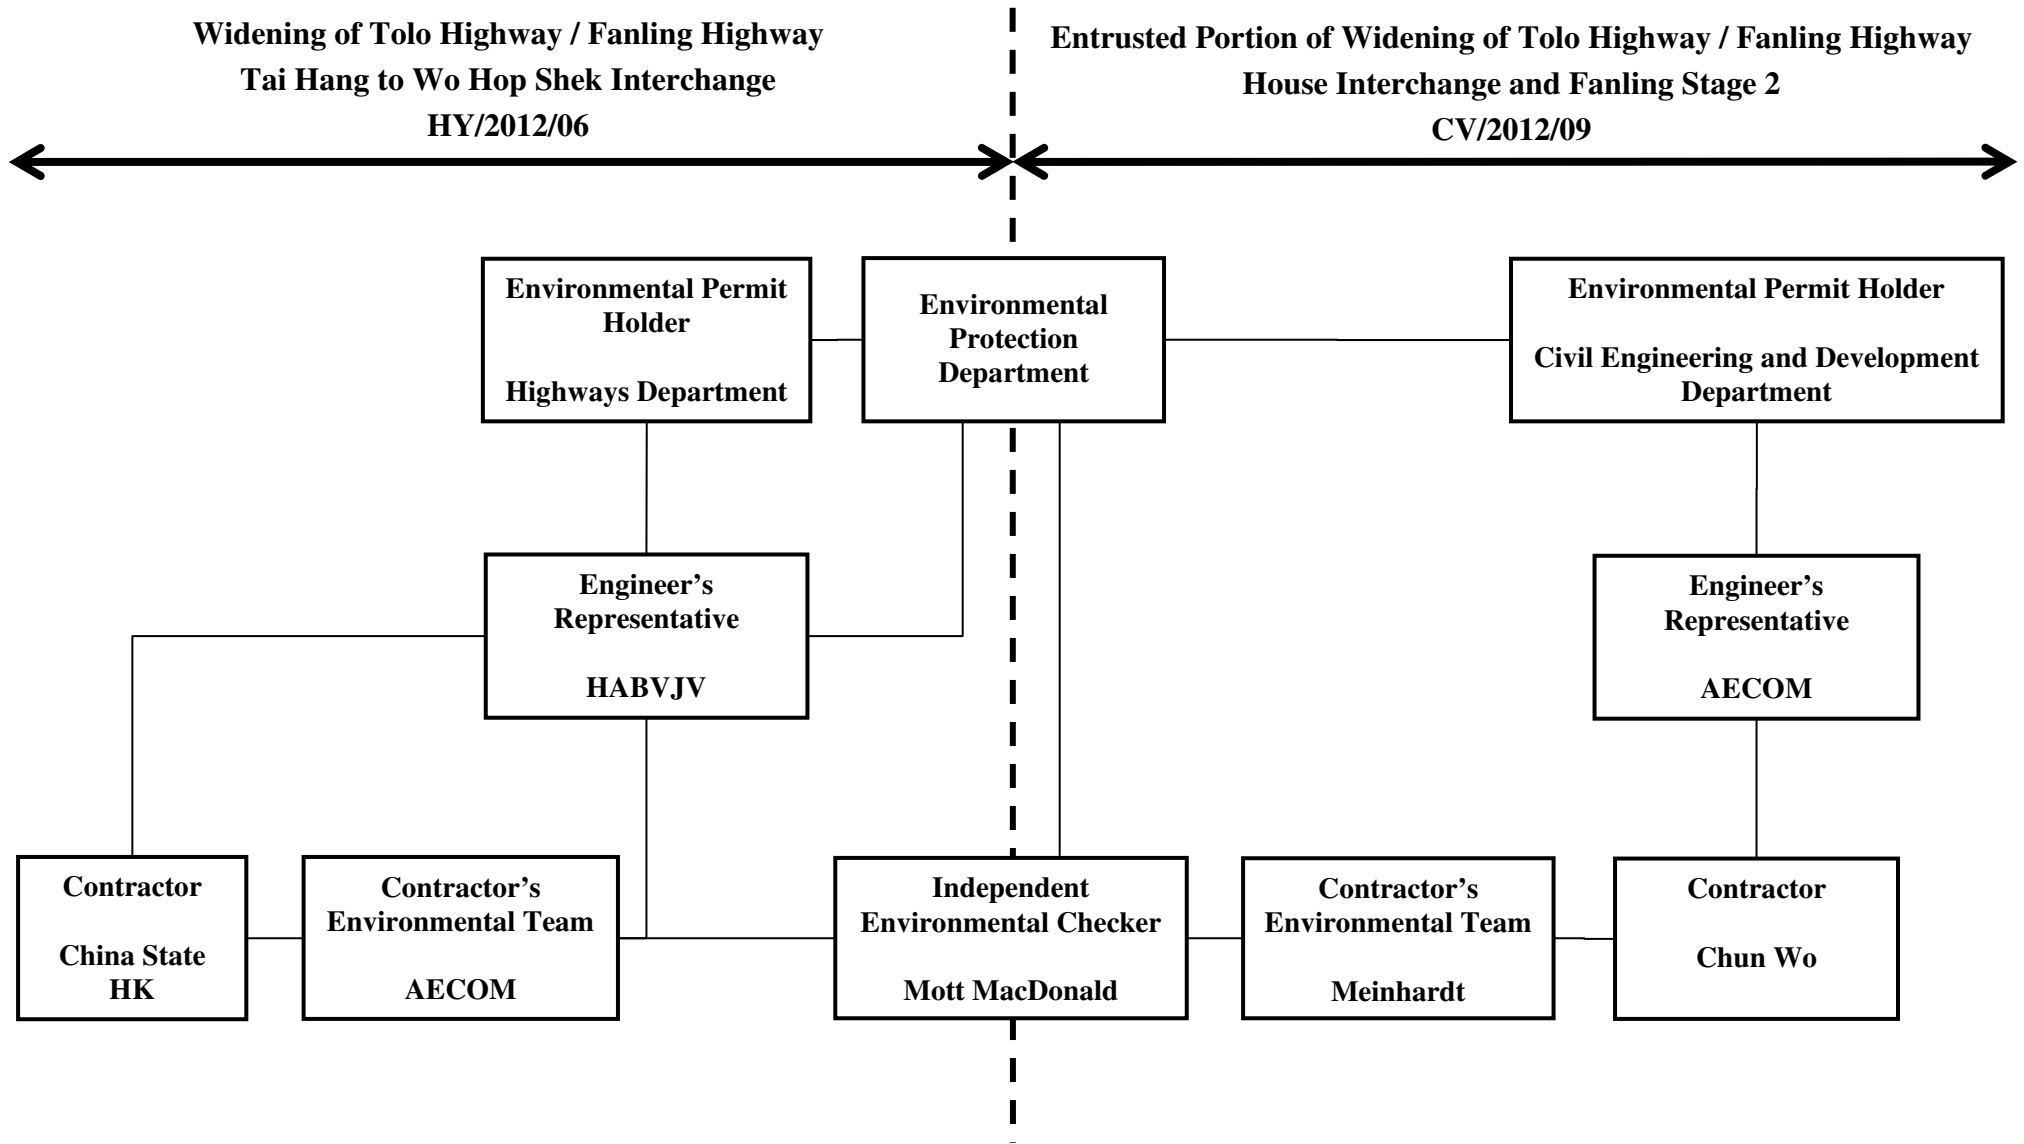 Widening of Tolo Highway / Fanling Highway
Tai Hang to Wo Hop Shek Interchange
HY/2012/06
Entrusted Portion of Widening of Tolo Highway / Fanling Highway
House Interchange and Fanling Stage 2
CV/2012/09
Environmental Permit
Holder
Highways Department
Environmental
Protection
Department
Environmental Permit Holder
Civil Engineering and Development
Department
Engineer’s
Representative
HABVJV
Engineer’s
Representative
AECOM
Contractor
China State
HK
Contractor’s
Environmental Team
AECOM
Independent
Environmental Checker
Mott MacDonald
Contractor’s
Environmental Team
Meinhardt
Contractor
Chun Wo